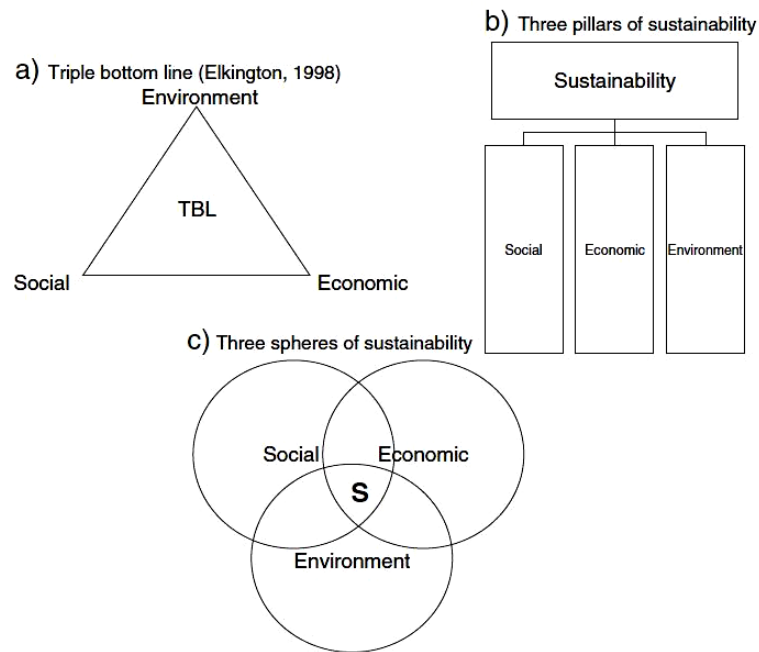 a) Triple bottom line (Elkington, 1998)
Environment
TBL
Social
Economic
b) Three pillars of sustainability
Sustainability
Social
Economic
Environment
c) Three spheres of sustainability
Social
Economic
S
Environment